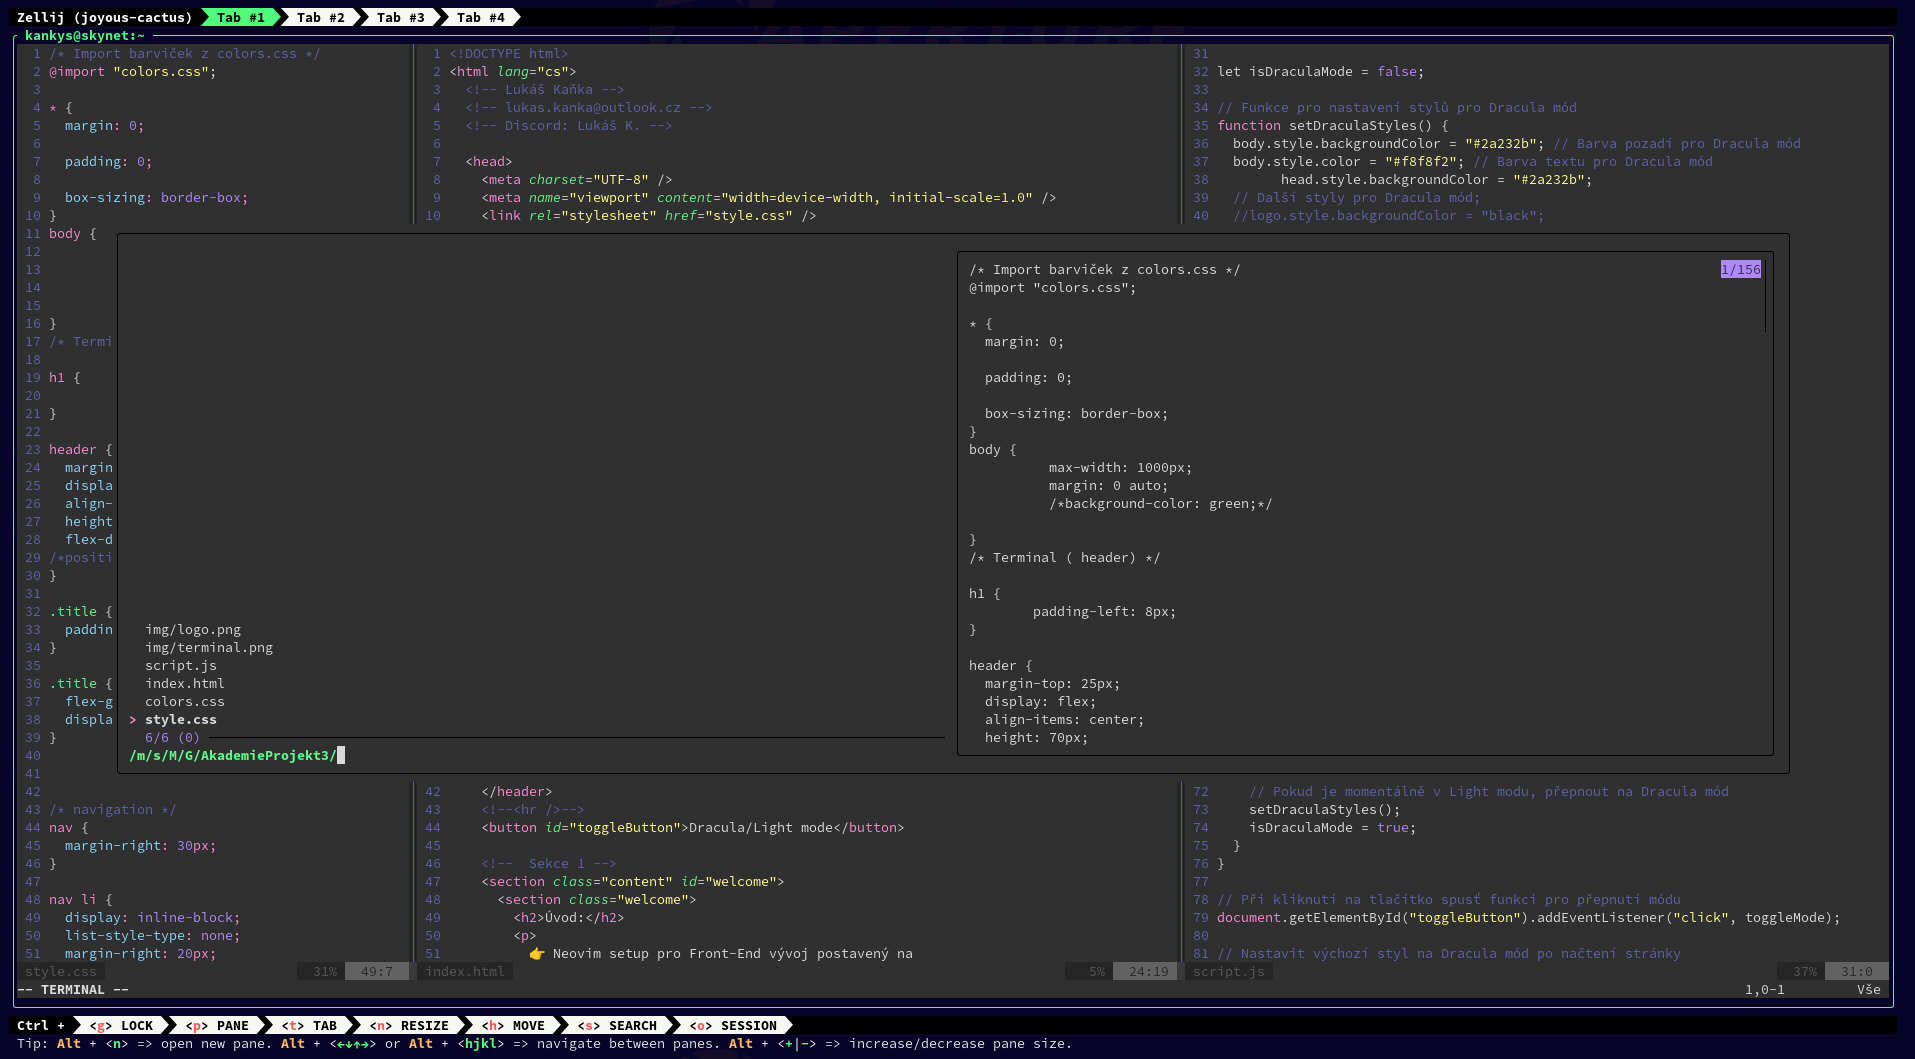 Zellij (joyous-cactus) Tab #1 Tab #2 Tab #3 Tab #4
kankys@skynet:~
1 /* Import barviček z colors.css */
2 @import "colors.css";
3
4 * {
5 margin: 0;
6
7 padding: 0;
8
9 box-sizing: border-box;
10 }
11 body {
12
13
14
15
16 }
17 /* Termi
18
19 h1 {
20
21 }
22
23 header {
24 margin
25 displa
26 align-
27 height
28 flex-d
29 /*positi
30 }
31
32 .title {
33 paddin
34 }
35
36 .title {
37 flex-g
38 displa
39 }
40
41
42
43 /* navigation */
44 nav {
45 margin-right: 30px;
46 }
47
48 nav li {
49 display: inline-block;
50 list-style-type: none;
51 margin-right: 20px;
style.css 31% 49:7
1 <!DOCTYPE html>
2 <html lang="cs">
3 <!-- Lukáš Kaňka -->
4 <!-- lukas.kanka@outlook.cz -->
5 <!-- Discord: Lukáš K. -->
6
7 <head>
8 <meta charset="UTF-8" />
9 <meta name="viewport" content="width=device-width, initial-scale=1.0" />
10 <link rel="stylesheet" href="style.css" />
42 </header>
43 <!--<hr />-->
44 <button id="toggleButton">Dracula/Light mode</button>
45
46 <!-- Sekce 1 -->
47 <section class="content" id="welcome">
48 <section class="welcome">
49 <h2>Úvod:</h2>
50 <p>
51 👉 Neovim setup pro Front-End vývoj postavený na
index.html 5% 24:19
31
32 let isDraculaMode = false;
33
34 // Funkce pro nastavení stylů pro Dracula mód
35 function setDraculaStyles() {
36 body.style.backgroundColor = "#2a232b"; // Barva pozadí pro Dracula mód
37 body.style.color = "#f8f8f2"; // Barva textu pro Dracula mód
38 head.style.backgroundColor = "#2a232b";
39 // Další styly pro Dracula mód;
40 //logo.style.backgroundColor = "black";
72 // Pokud je momentálně v Light modu, přepnout na Dracula mód
73 setDraculaStyles();
74 isDraculaMode = true;
75 }
76 }
77
78 // Při kliknutí na tlačítko spusť funkci pro přepnutí módu
79 document.getElementById("toggleButton").addEventListener("click", toggleMode);
80
81 // Nastavit výchozí styl na Dracula mód po načtení stránky
script.js 37% 31:0
img/logo.png
img/terminal.png
script.js
index.html
colors.css
> style.css
6/6 (0)
/m/s/M/G/AkademieProjekt3/
/* Import barviček z colors.css */ 1/156
@import "colors.css";
* {
margin: 0;
padding: 0;
box-sizing: border-box;
}
body {
max-width: 1000px;
margin: 0 auto;
/*background-color: green;*/
}
/* Terminal ( header) */
h1 {
padding-left: 8px;
}
header {
margin-top: 25px;
display: flex;
align-items: center;
height: 70px;
-- TERMINAL -- 1,0-1 Vše
Ctrl + <g> LOCK <p> PANE <t> TAB <n> RESIZE <h> MOVE <s> SEARCH <o> SESSION
Tip: Alt + <n> => open new pane. Alt + <←↓↑→> or Alt + <hjkl> => navigate between panes. Alt + <+|-> => increase/decrease pane size.